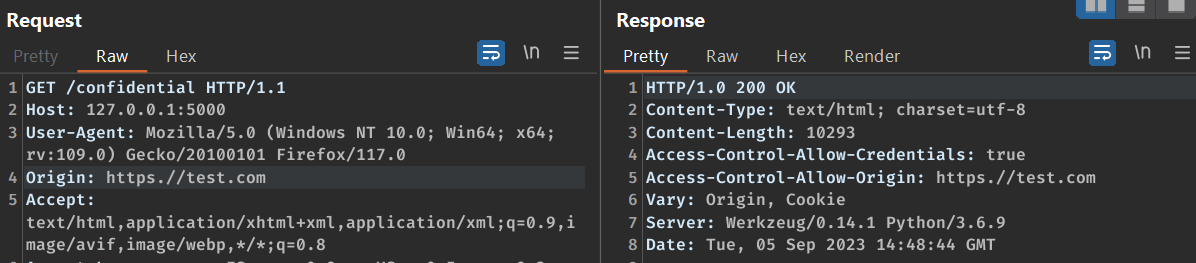 Request
Pretty Raw Hex \n
1 GET /confidential HTTP/1.1
2 Host: 127.0.0.1:5000
3 User-Agent: Mozilla/5.0 (Windows NT 10.0; Win64; x64;
rv:109.0) Gecko/20100101 Firefox/117.0
4 Origin: https.//test.com
5 Accept:
text/html,application/xhtml+xml,application/xml;q=0.9,i
mage/avif,image/webp,*/*;q=0.8
Response
Pretty Raw Hex Render \n
1 HTTP/1.0 200 OK
2 Content-Type: text/html; charset=utf-8
3 Content-Length: 10293
4 Access-Control-Allow-Credentials: true
5 Access-Control-Allow-Origin: https.//test.com
6 Vary: Origin, Cookie
7 Server: Werkzeug/0.14.1 Python/3.6.9
8 Date: Tue, 05 Sep 2023 14:48:44 GMT